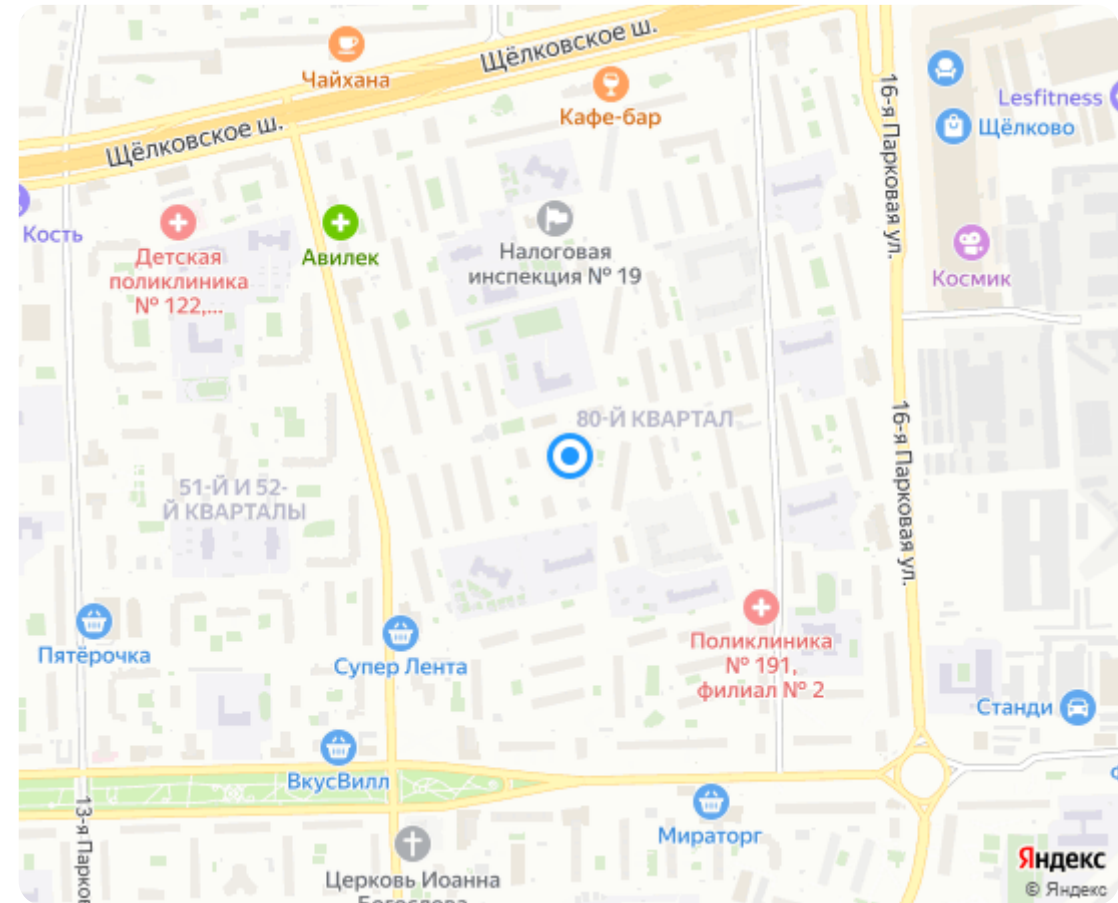 Щёлковское ш.
Чайхана
Кафе-бар
16-я Парковая ул.
Lesfitness
Щёлково
Щёлковское ш.
Кость
Детская
поликлиника
№ 122,...
Авилек
Налоговая
инспекция № 19
Космик
80-Й КВАРТАЛ
16-я Парковая ул.
51-Й И 52-
Й КВАРТАЛЫ
Пятёрочка
Супер Лента
Поликлиника
№ 191,
филиал № 2
Станди
ВкусВилл
Мираторг
13-я Парков
Церковь Иоанна
Богослова
Яндекс
© Яндекс